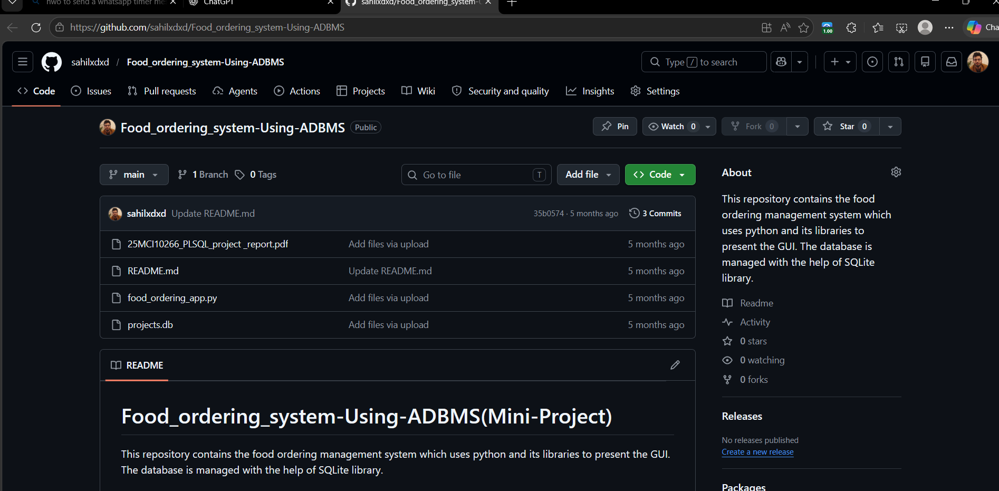 hwo to send a whatsapp timer me
ChatGPT
sahilxdxd/Food_ordering_system-U
https://github.com/sahilxdxd/Food_ordering_system-Using-ADBMS
1.00
Cha
sahilxdxd / Food_ordering_system-Using-ADBMS
Type / to search
Code
Issues
Pull requests
Agents
Actions
Projects
Wiki
Security and quality
Insights
Settings
Food_ordering_system-Using-ADBMS Public
Pin
Watch 0
Fork 0
Star 0
main
1 Branch
0 Tags
Go to file T
Add file
Code
sahilxdxd Update README.md 35b0574 · 5 months ago 3 Commits
25MCI10266_PLSQL_project _report.pdf Add files via upload 5 months ago
README.md Update README.md 5 months ago
food_ordering_app.py Add files via upload 5 months ago
projects.db Add files via upload 5 months ago
README
Food_ordering_system-Using-ADBMS(Mini-Project)
This repository contains the food ordering management system which uses python and its libraries to present the GUI.
The database is managed with the help of SQLite library.
About
This repository contains the food
ordering management system which
uses python and its libraries to
present the GUI. The database is
managed with the help of SQLite
library.
Readme
Activity
0 stars
0 watching
0 forks
Releases
No releases published
Create a new release
Packages